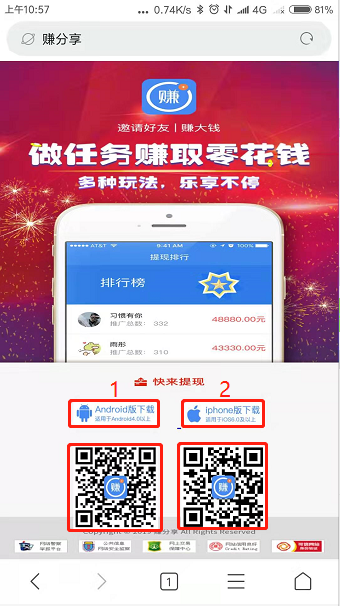 上午10:57
0.74K/s
4G
81%
赚分享
赚
邀请好友 | 赚大钱
做任务赚取零花钱
多种玩法，乐享不停
AT&T
9:41 AM
提现排行
排行榜
习惯有你
推广总数： 332
48880.00元
雨彤
推广总数： 310
43330.00元
1
快来提现
2
Android版下载
适用于Android4.0以上
iphone版下载
适用于IOS6.0及以上
赚
赚
Copyright © 2019 赚分享 All Rights Reserved
1